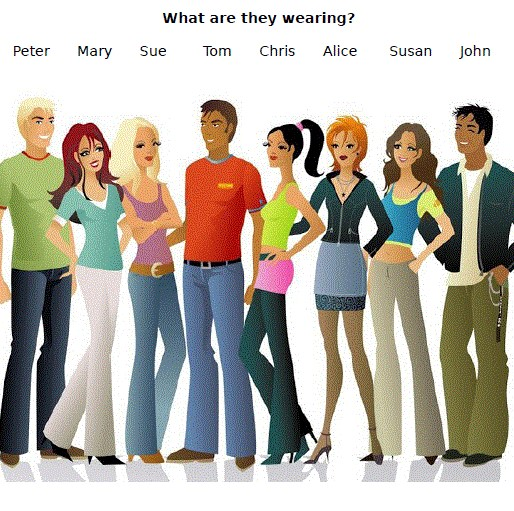 What are they wearing?
Peter Mary Sue Tom Chris Alice Susan John